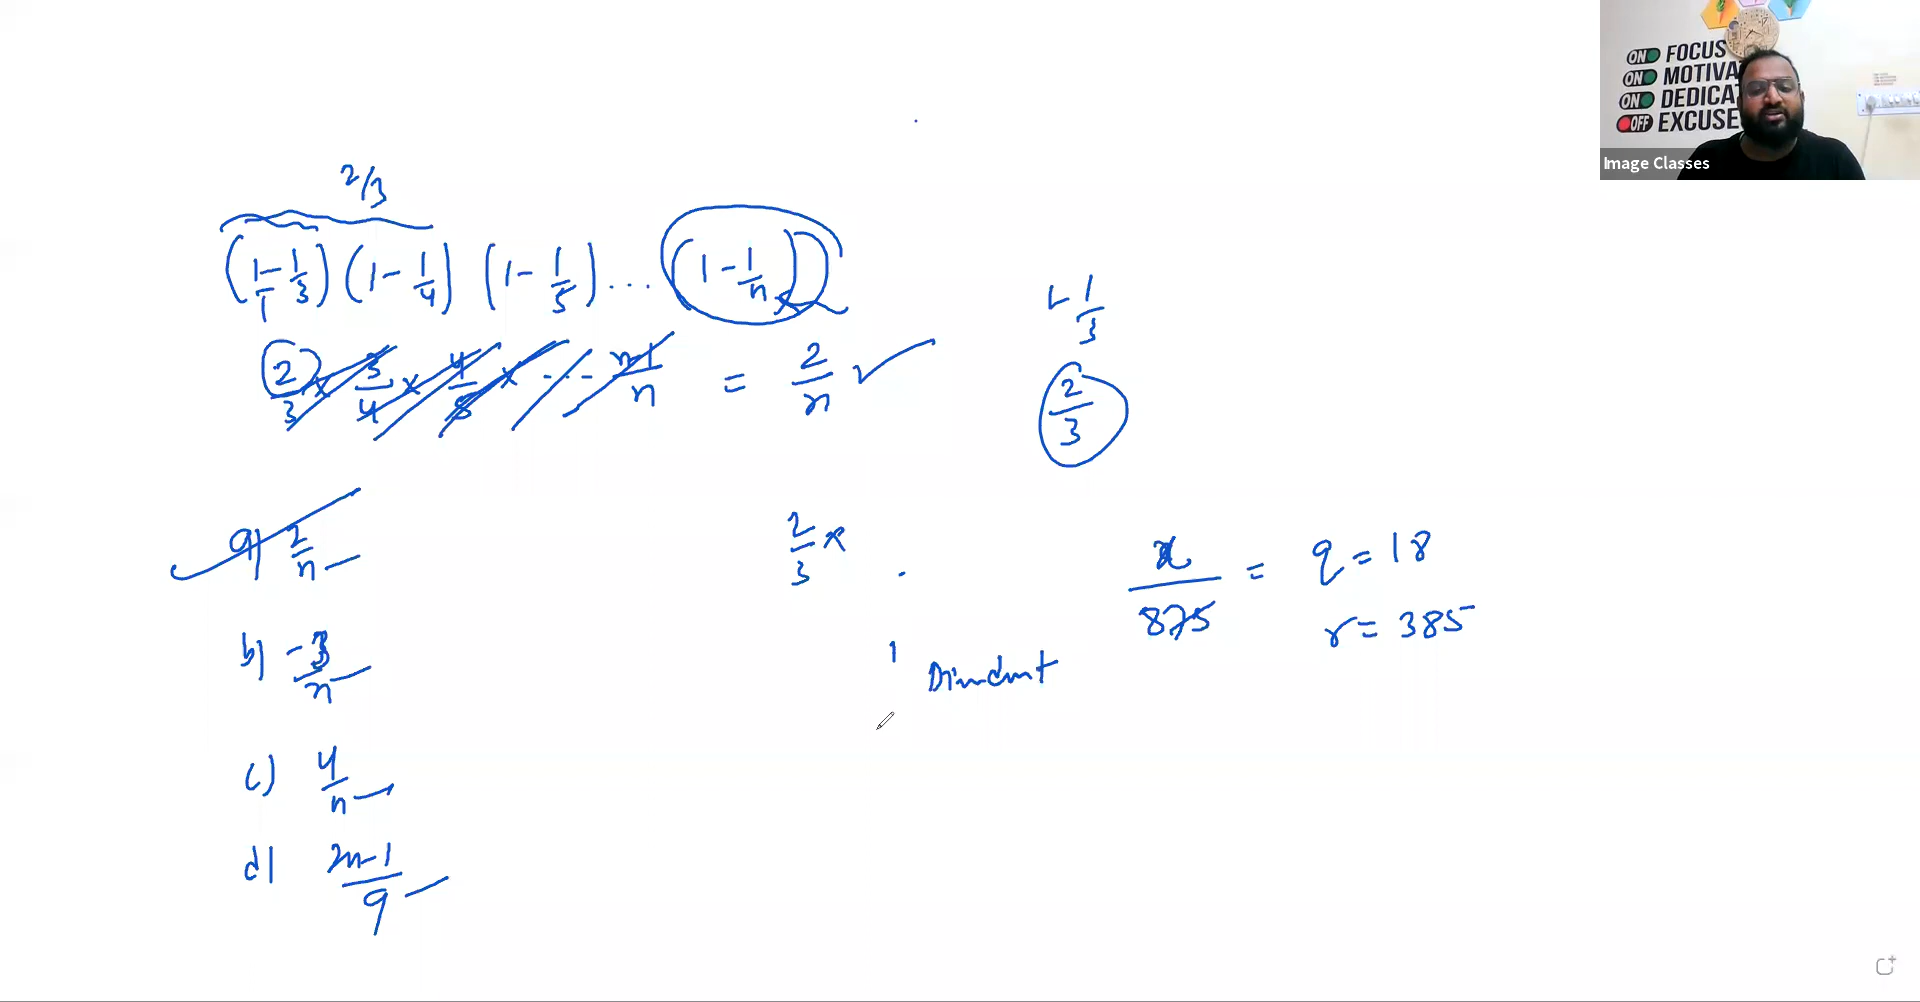 ON FOCUS
ON MOTIVA
ON DEDICA
OFF EXCUSE
Image Classes
2/3
(1/1 - 1/3) (1 - 1/4) (1 - 1/5) ... (1 - 1/n)
2/3 × 3/4 × 4/5 × ... n-1/n = 2/n
1 - 1/3
2/3
a) 2/n
b) -3/n
c) 4/n
d) 2n-1/9
2/3 ×
x/875 = q = 18
r = 385